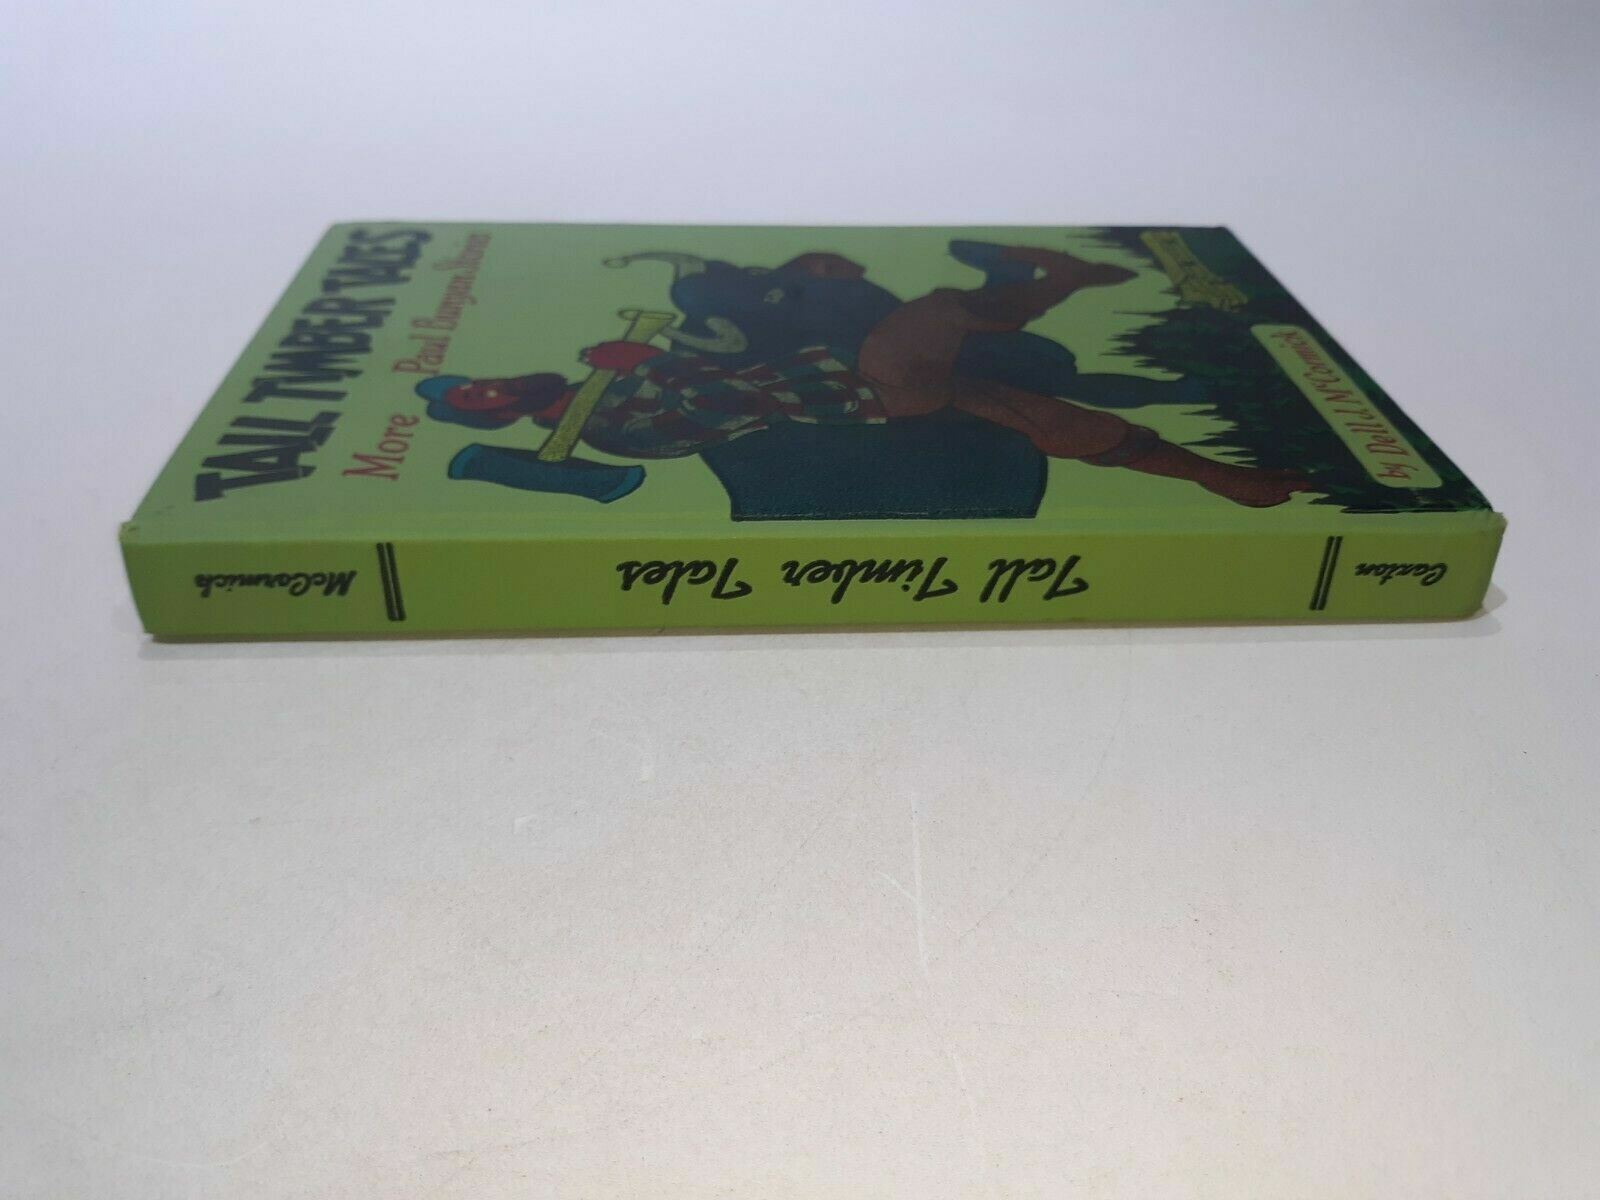 TALL TIMBER TALES
More Paul Bunyan Stories
by Dell J. McCormick
McCormick
Tall Timber Tales
Caxton